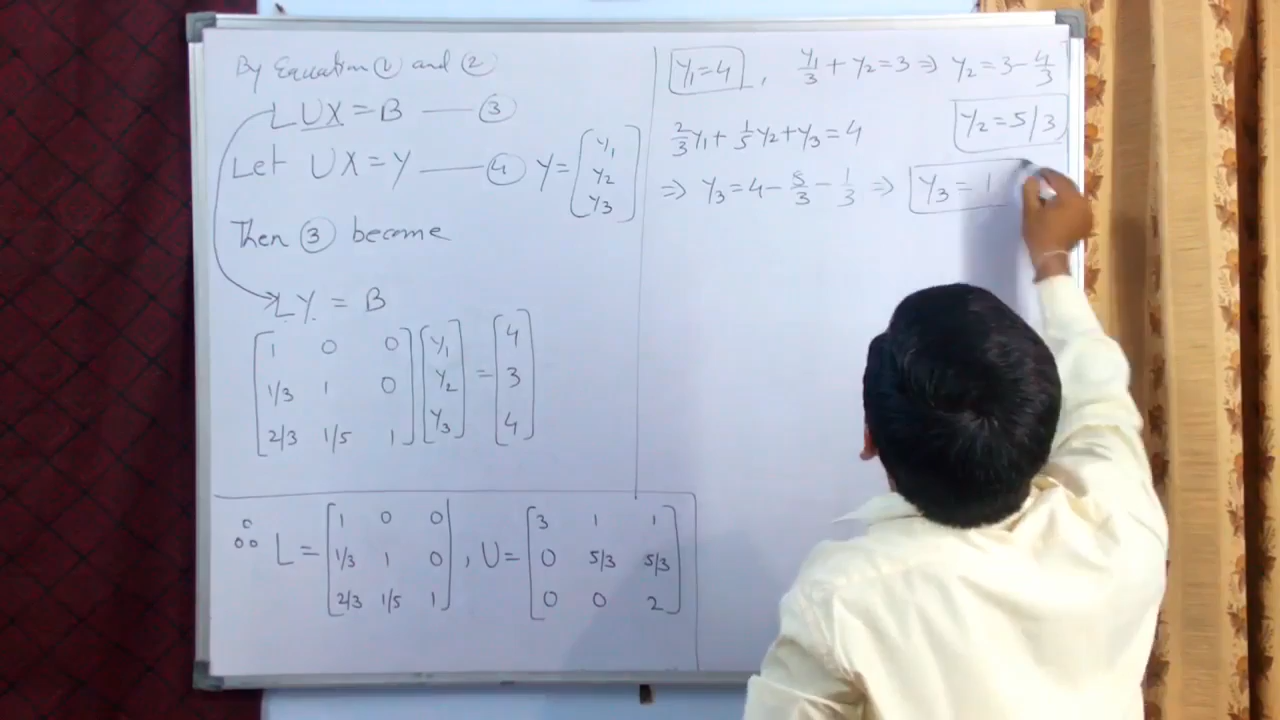 By Equation ① and ②
LUX = B —— ③
Let UX = Y —— ④ Y = [y₁ y₂ y₃]
Then ③ become
LY = B
[1 0 0] [y₁] = [4]
[1/3 1 0] [y₂] [3]
[2/3 1/5 1] [y₃] [4]
∴ L = [1 0 0; 1/3 1 0; 2/3 1/5 1], U = [3 1 1; 0 5/3 5/3; 0 0 2]
y₁ = 4, y₁/3 + y₂ = 3 ⇒ y₂ = 3 - 4/3
y₂ = 5/3
2/3 y₁ + 1/5 y₂ + y₃ = 4
⇒ y₃ = 4 - 8/3 - 1/3 ⇒ y₃ = 1